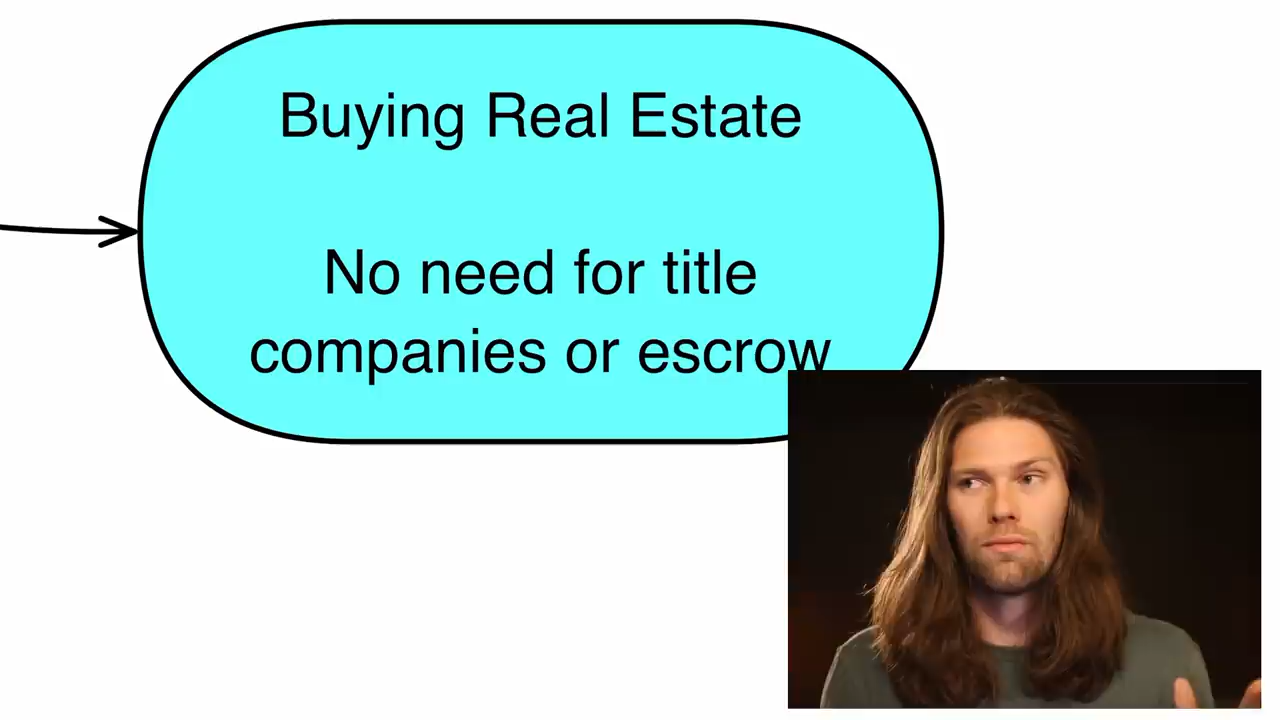 Buying Real Estate
No need for title
companies or escrow